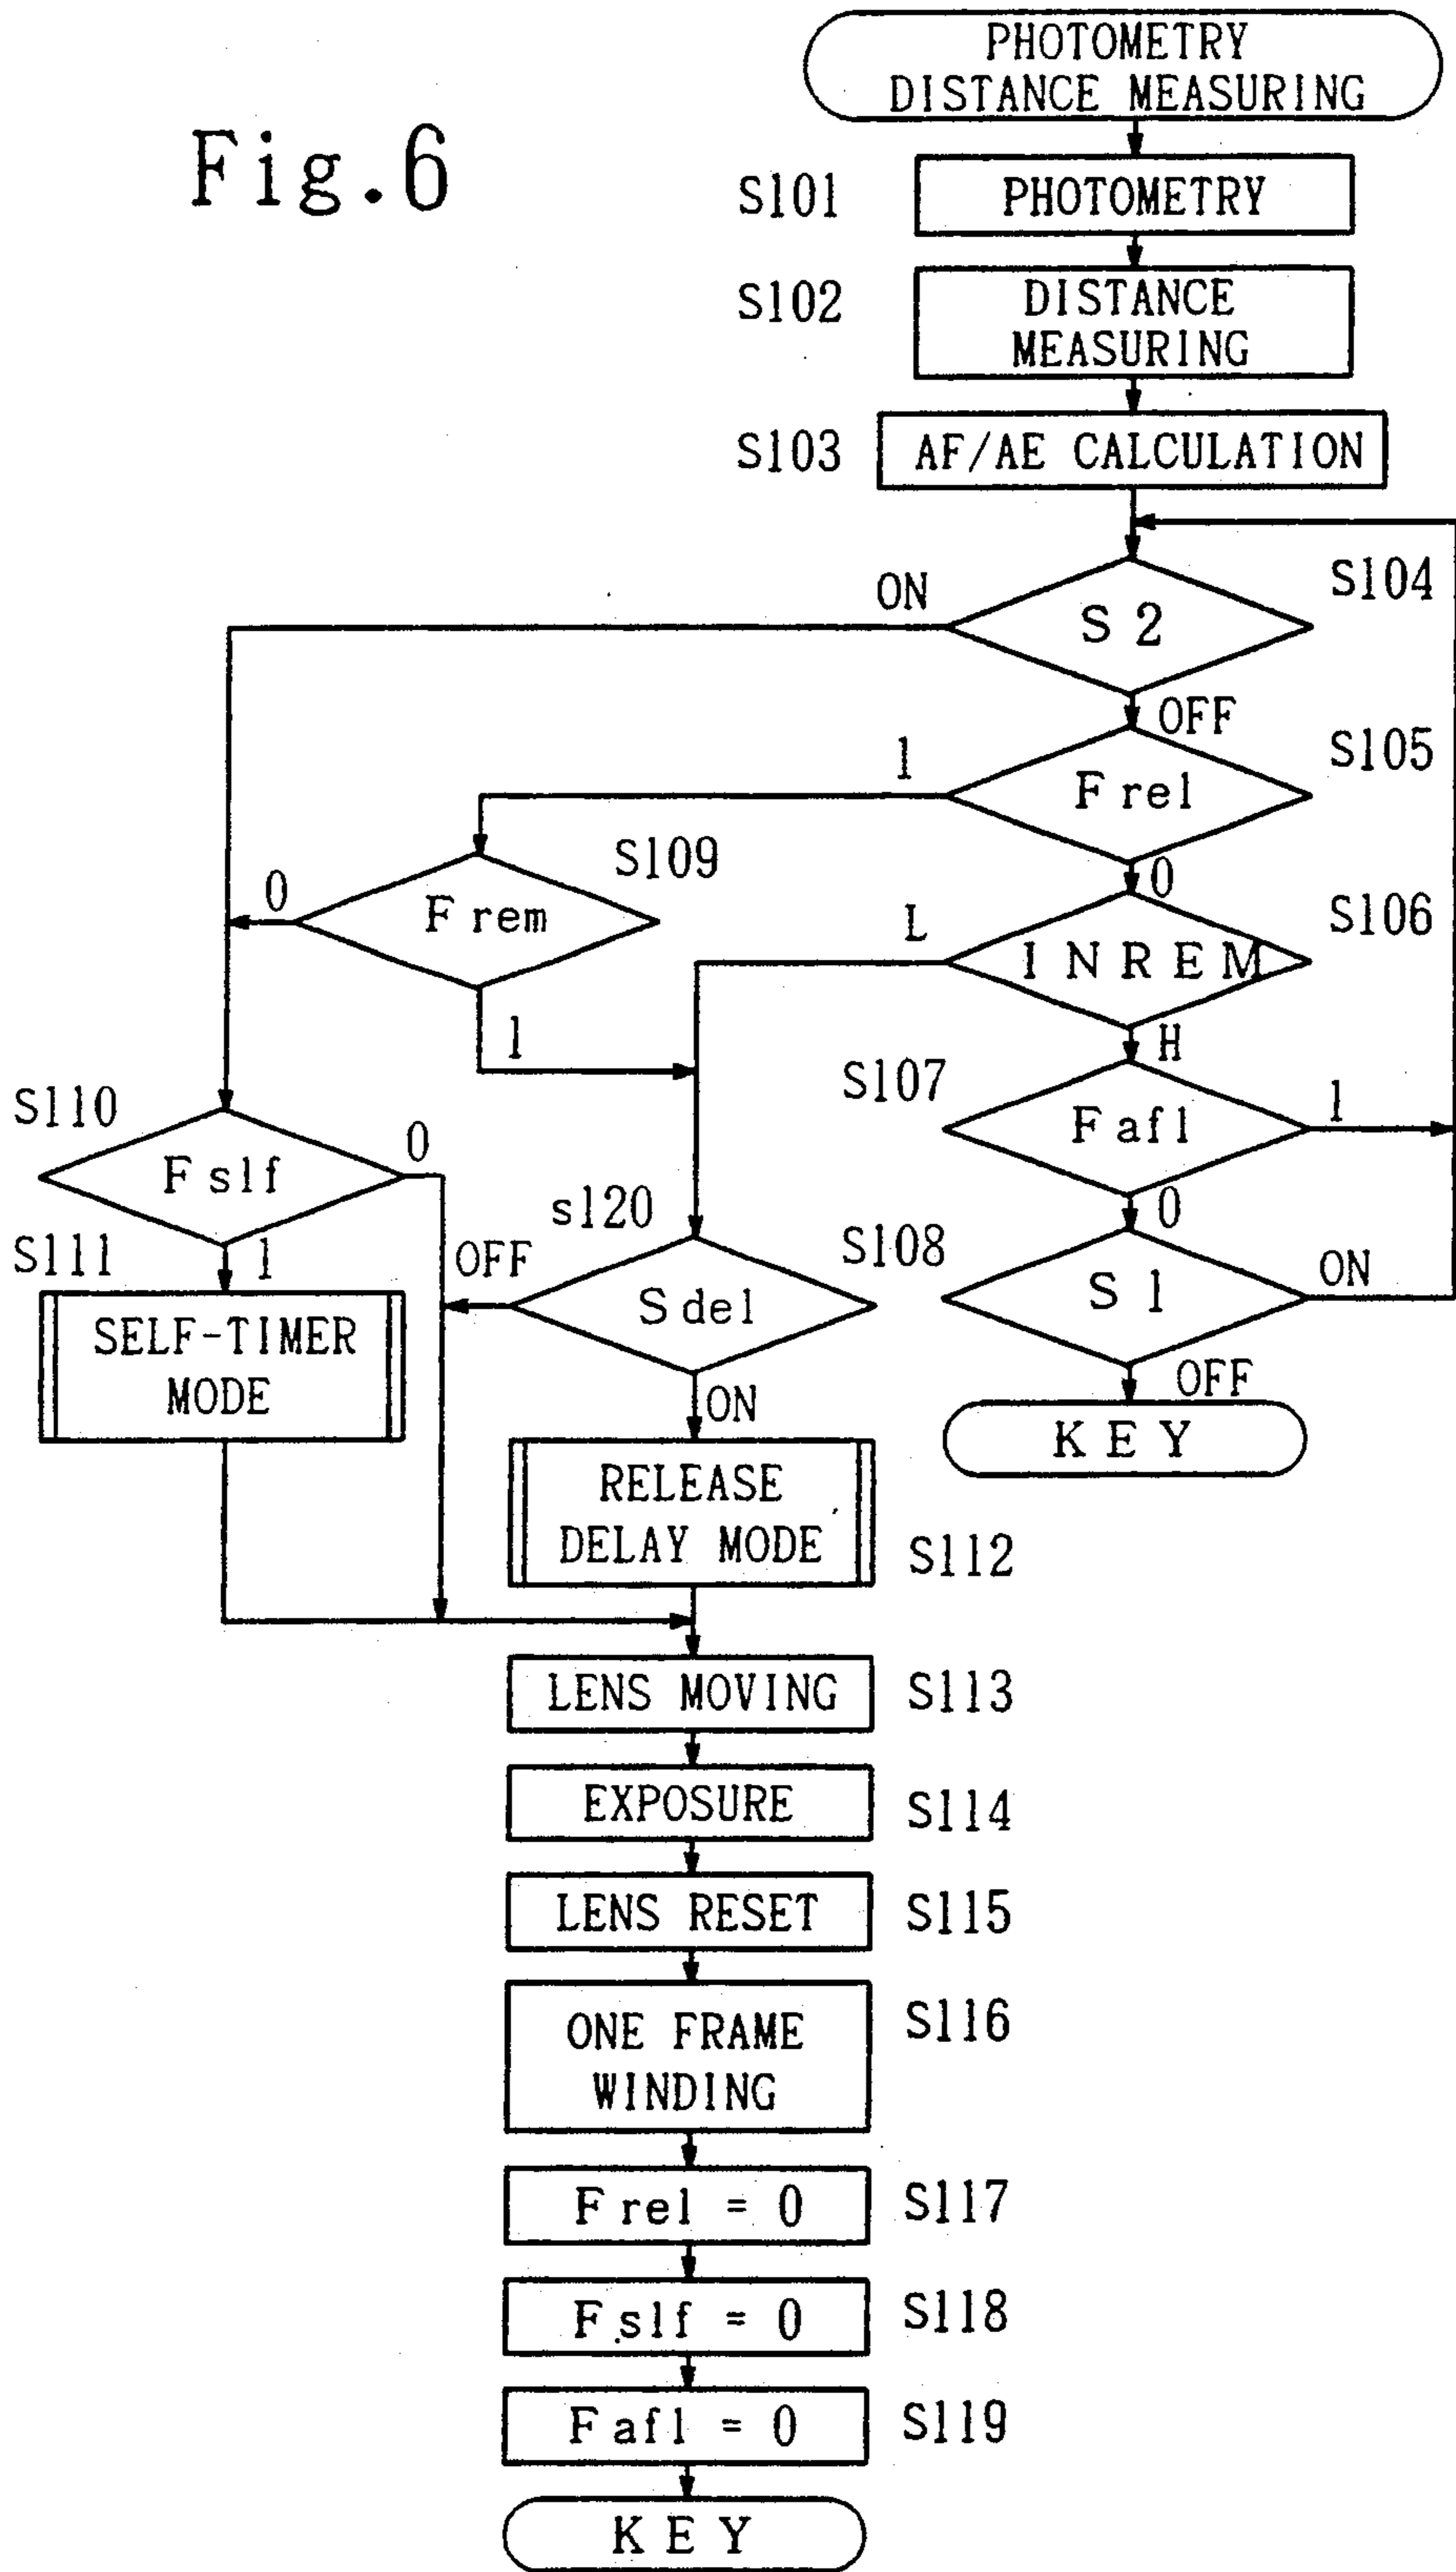 Fig.6
PHOTOMETRY
DISTANCE MEASURING
S101
PHOTOMETRY
S102
DISTANCE
MEASURING
S103
AF/AE CALCULATION
S104
ON
S 2
OFF
S105
1
F rel
0
S109
0
F rem
1
S106
L
I N R E M
H
S107
F afl
1
0
S110
F slf
0
1
S111
SELF-TIMER
MODE
s120
OFF
S del
ON
S108
S 1
ON
OFF
K E Y
RELEASE
DELAY MODE
S112
LENS MOVING
S113
EXPOSURE
S114
LENS RESET
S115
ONE FRAME
WINDING
S116
F rel = 0
S117
F slf = 0
S118
F afl = 0
S119
K E Y